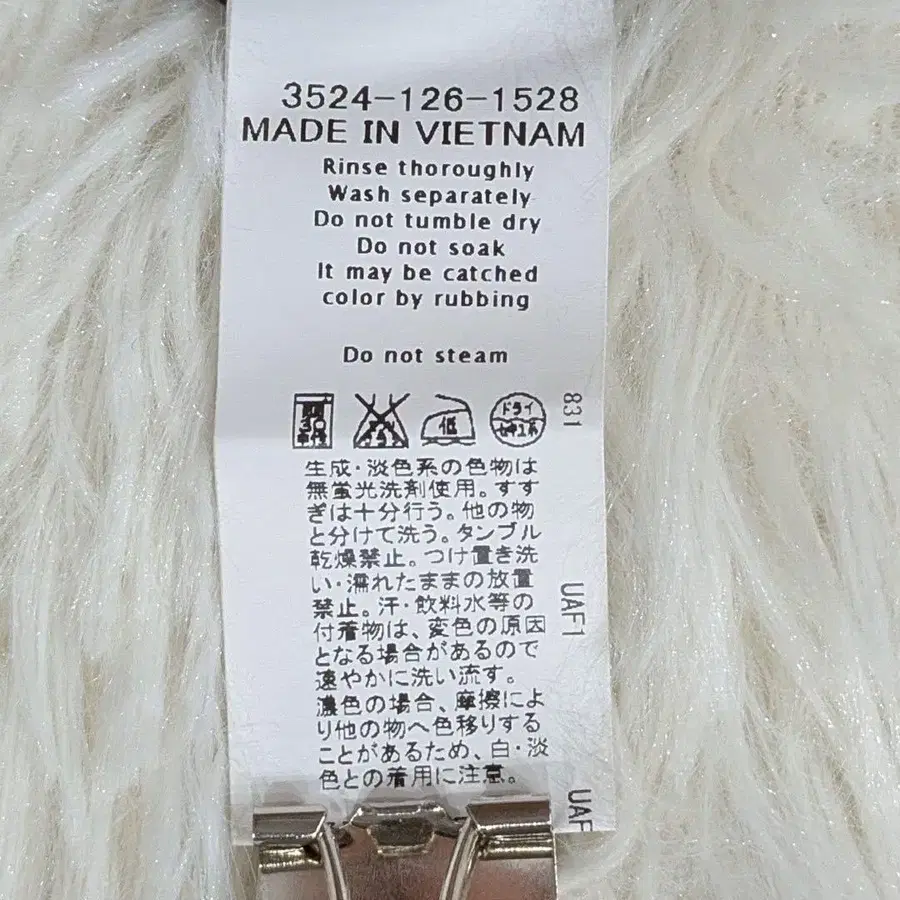 3524-126-1528
MADE IN VIETNAM
Rinse thoroughly
Wash separately
Do not tumble dry
Do not soak
It may be catched
color by rubbing
Do not steam
30
中性
低
ドライ
831
生成・淡色系の色物は
無蛍光洗剤使用。すす
ぎは十分行う。他の物
と分けて洗う。タンブル
乾燥禁止。つけ置き洗
い・濡れたままの放置
禁止。汗・飲料水等の
付着物は、変色の原因
となる場合があるので
速やかに洗い流す。
濃色の場合、摩擦によ
り他の物へ色移りする
ことがあるため、白・淡
色との着用に注意。
UAF1
UAF